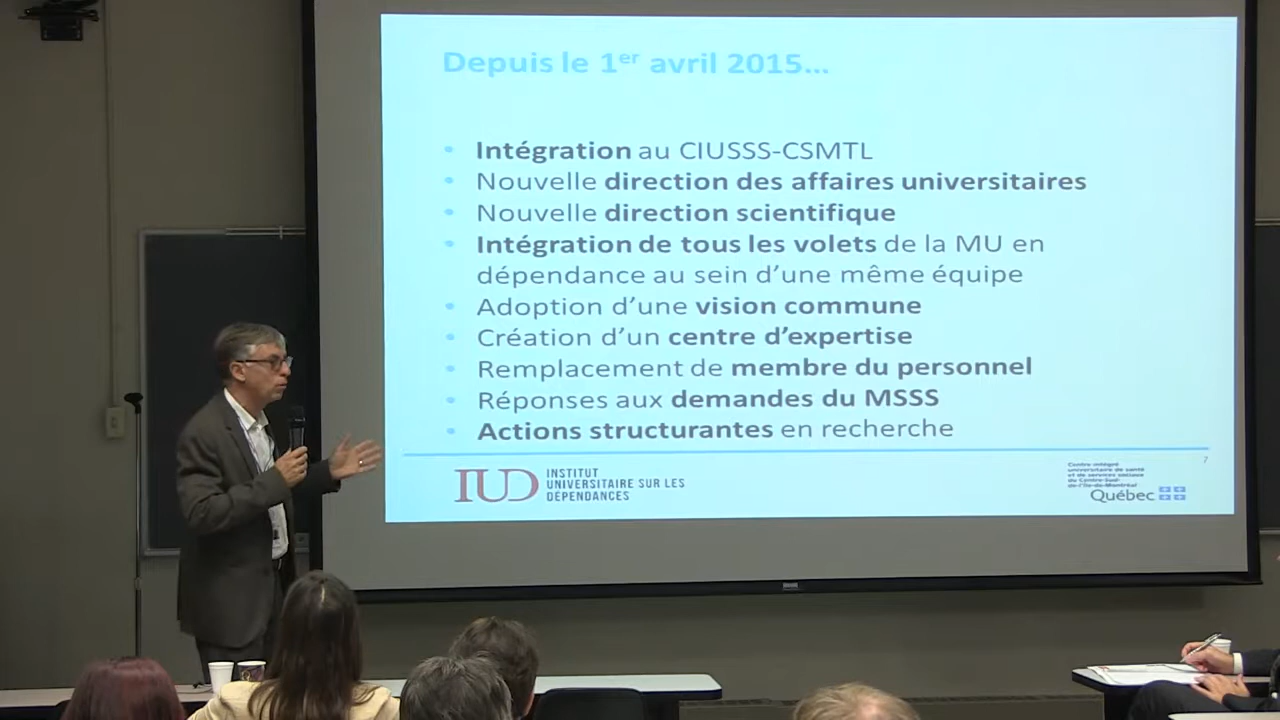 Depuis le 1er avril 2015...
• Intégration au CIUSSS-CSMTL
• Nouvelle direction des affaires universitaires
• Nouvelle direction scientifique
• Intégration de tous les volets de la MU en
dépendance au sein d'une même équipe
• Adoption d'une vision commune
• Création d'un centre d'expertise
• Remplacement de membre du personnel
• Réponses aux demandes du MSSS
• Actions structurantes en recherche
7
IUD
INSTITUT
UNIVERSITAIRE SUR LES
DÉPENDANCES
Centre intégré
universitaire de santé
et de services sociaux
du Centre-Sud-
de-l'Île-de-Montréal
Québec